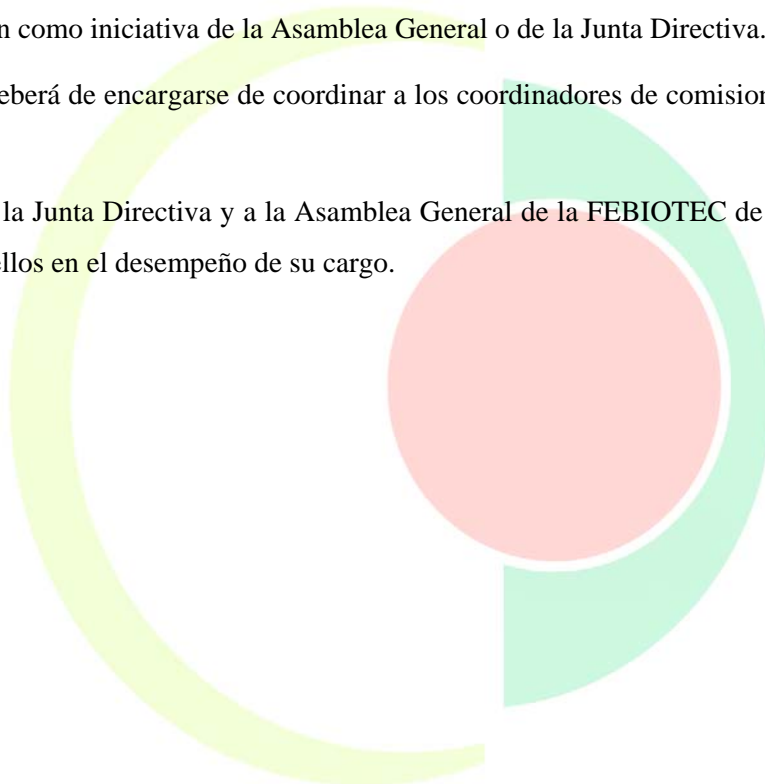 n como iniciativa de la Asamblea General o de la Junta Directiva.
eberá de encargarse de coordinar a los coordinadores de comision
la Junta Directiva y a la Asamblea General de la FEBIOTEC de
ellos en el desempeño de su cargo.